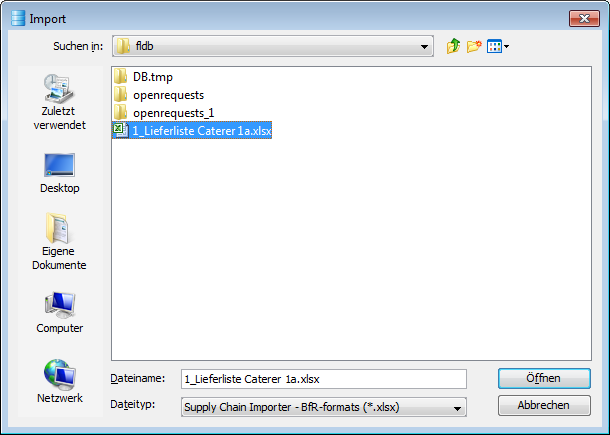 Import
Suchen in:
fldb
Zuletzt
verwendet
Desktop
Eigene
Dokumente
Computer
Netzwerk
DB.tmp
openrequests
openrequests_1
1_Lieferliste Caterer 1a.xlsx
Dateiname:
1_Lieferliste Caterer 1a.xlsx
Öffnen
Dateityp:
Supply Chain Importer - BfR-formats (*.xlsx)
Abbrechen